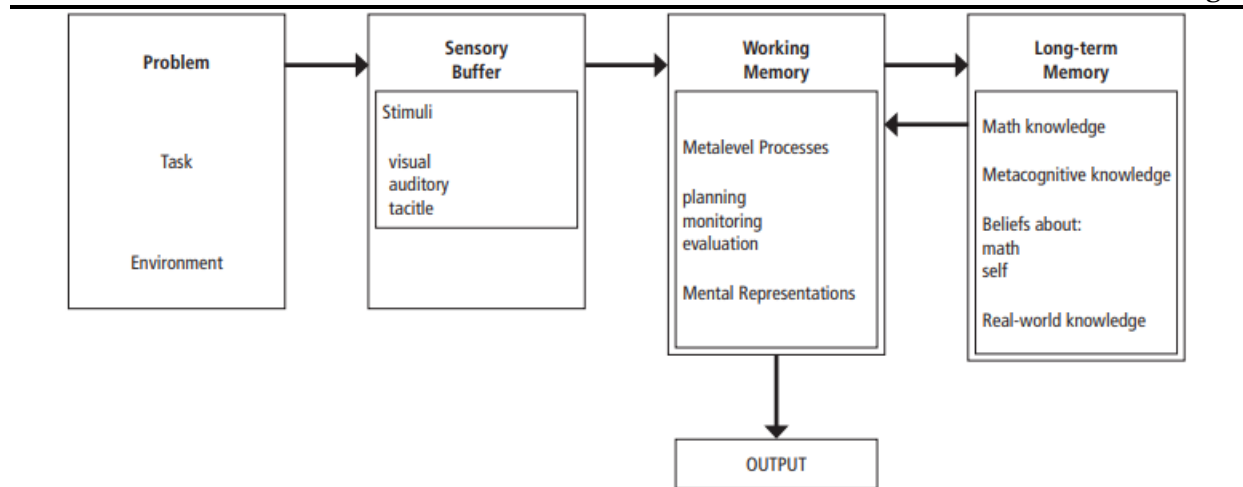 Problem
Task
Environment
Sensory
Buffer
Stimuli
visual
auditory
tacitle
Working
Memory
Metalevel Processes
planning
monitoring
evaluation
Mental Representations
Long-term
Memory
Math knowledge
Metacognitive knowledge
Beliefs about:
math
self
Real-world knowledge
OUTPUT